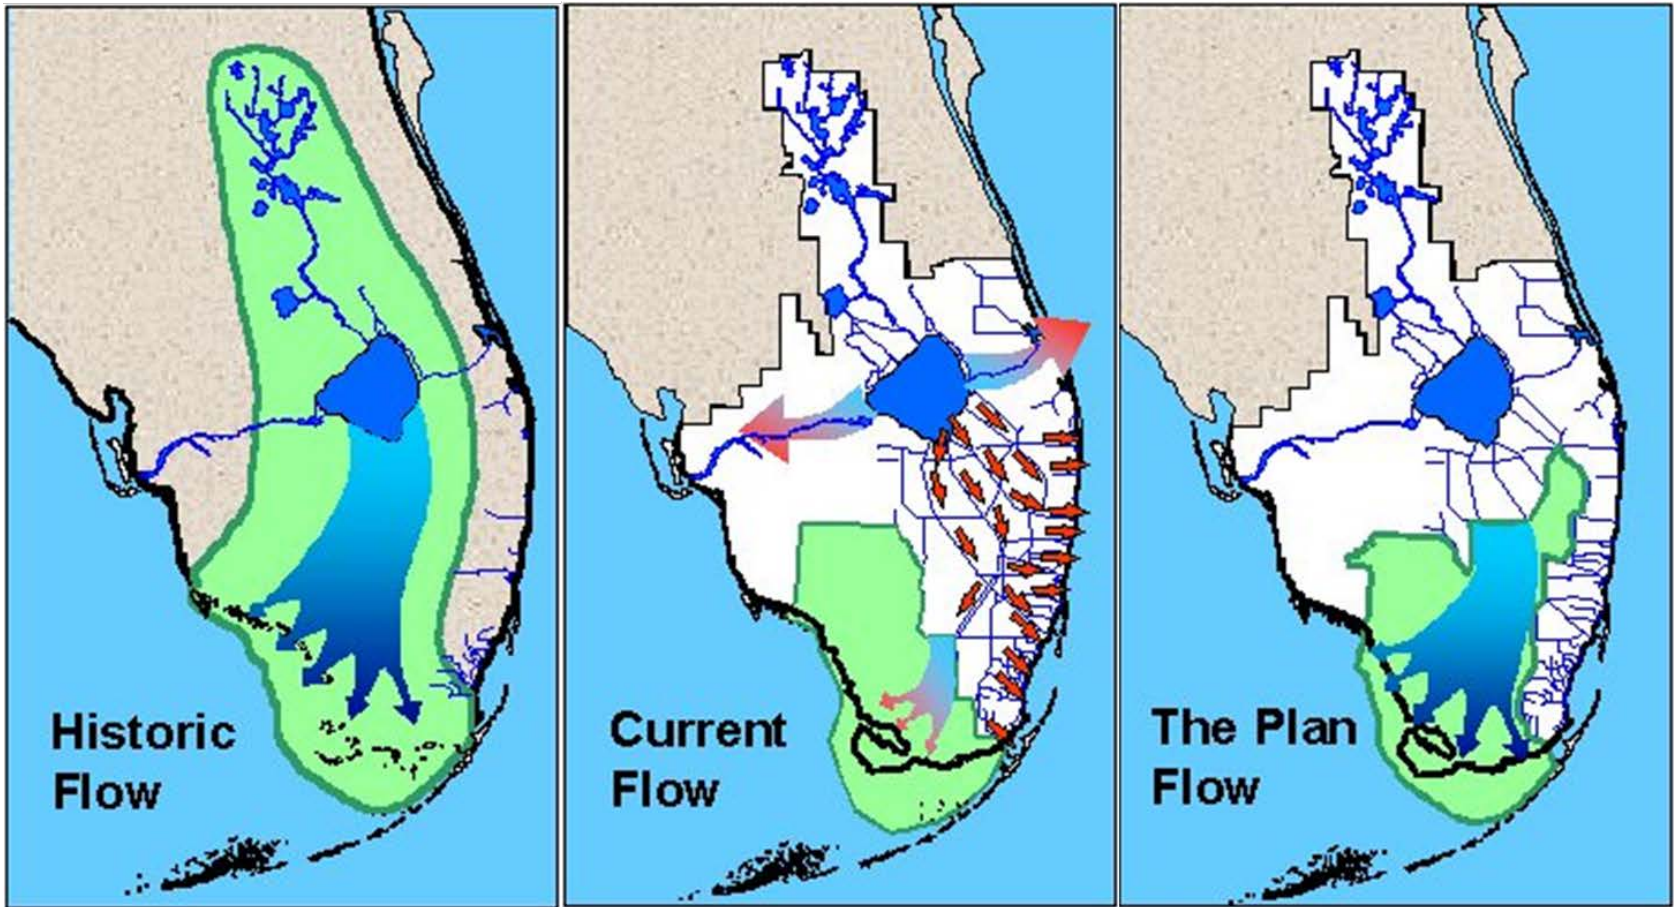 Historic
Flow
Current
Flow
The Plan
Flow